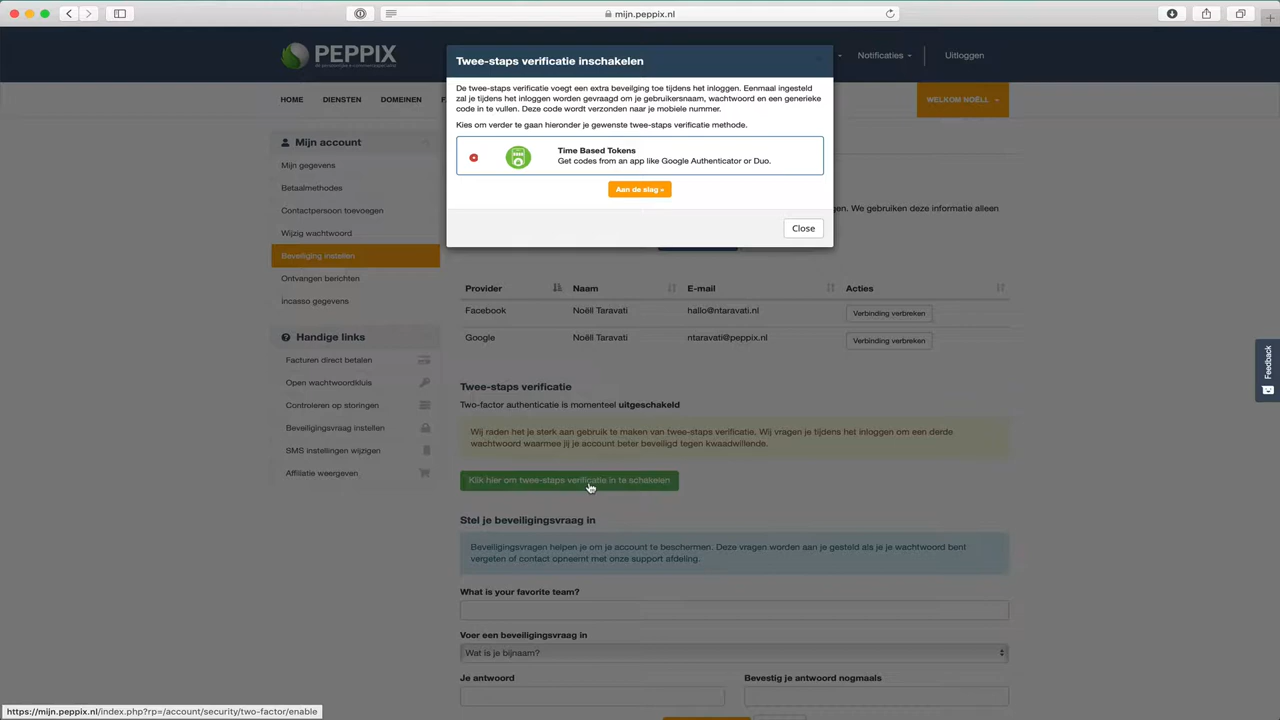 mijn.peppix.nl
PEPPIX
Notificaties
Uitloggen
HOME
DIENSTEN
DOMEINEN
WELKOM NOËLL
Twee-staps verificatie inschakelen
De twee-staps verificatie voegt een extra beveilging toe tijdens het inloggen. Eenmaal ingesteld
zal je tijdens het inloggen worden gevraagd om je gebruikersnaam, wachtwoord en een generieke
code in te vullen. Deze code wordt verzonden naar je mobiele nummer.
Kies om verder te gaan hieronder je gewenste twee-staps verificatie methode.
Time Based Tokens
Get codes from an app like Google Authenticator or Duo.
Aan de slag »
Close
Mijn account
Mijn gegevens
Betaalmethodes
Contactpersoon toevoegen
Wijzig wachtwoord
Beveiliging instellen
Ontvangen berichten
incasso gegevens
Handige links
Facturen direct betalen
Open wachtwoordkluis
Controleren op storingen
Beveiligingsvraag instellen
SMS instellingen wijzigen
Affiliatie weergeven
gen. We gebruiken deze informatie alleen
Provider Naam E-mail Acties
Facebook Noëll Taravati hallo@ntaravati.nl Verbinding verbreken
Google Noëll Taravati ntaravati@peppix.nl Verbinding verbreken
Twee-staps verificatie
Two-factor authenticatie is momenteel uitgeschakeld
Wij raden het je sterk aan gebruik te maken van twee-staps verificatie. Wij vragen je tijdens het inloggen om een derde
wachtwoord waarmee jij je account beter beveiligd tegen kwaadwillende.
Klik hier om twee-staps verificatie in te schakelen
Stel je beveiligingsvraag in
Beveiligingsvragen helpen je om je account te beschermen. Deze vragen worden aan je gesteld als je je wachtwoord bent
vergeten of contact opneemt met onze support afdeling.
What is your favorite team?
Voer een beveiligingsvraag in
Wat is je bijnaam?
Je antwoord
Bevestig je antwoord nogmaals
Feedback
https://mijn.peppix.nl/index.php?rp=/account/security/two-factor/enable